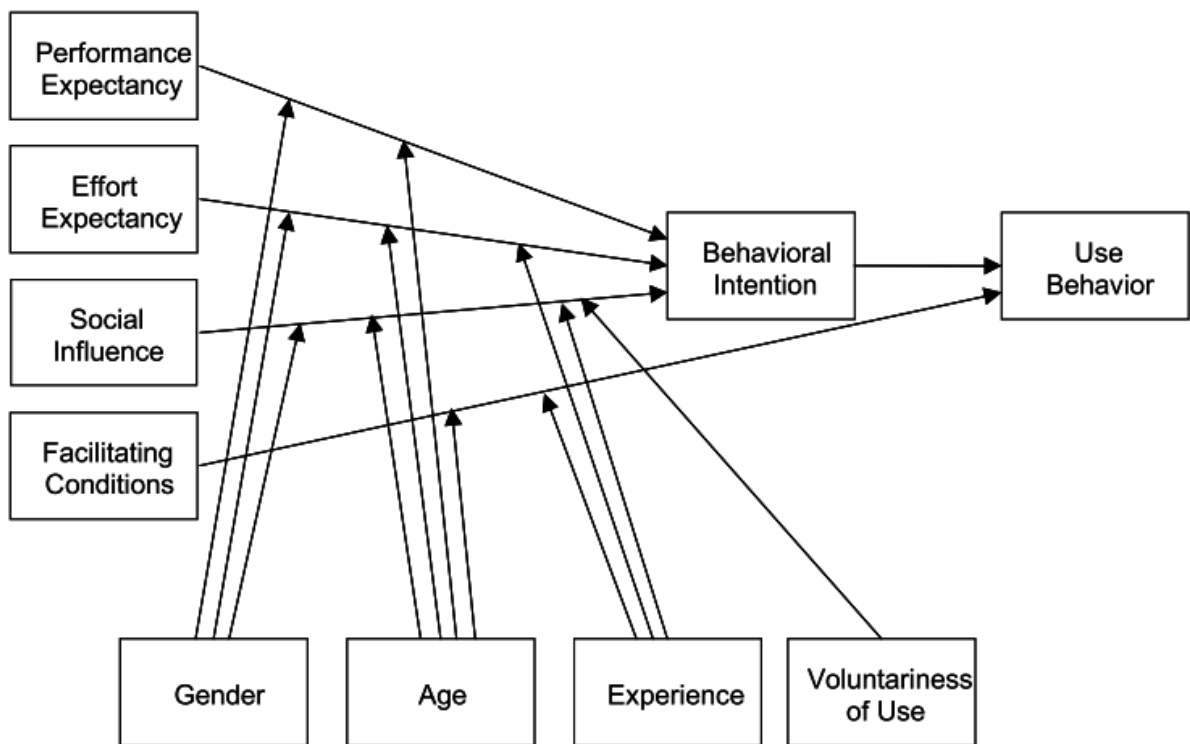 Performance
Expectancy
Effort
Expectancy
Social
Influence
Facilitating
Conditions
Behavioral
Intention
Use
Behavior
Gender
Age
Experience
Voluntariness
of Use